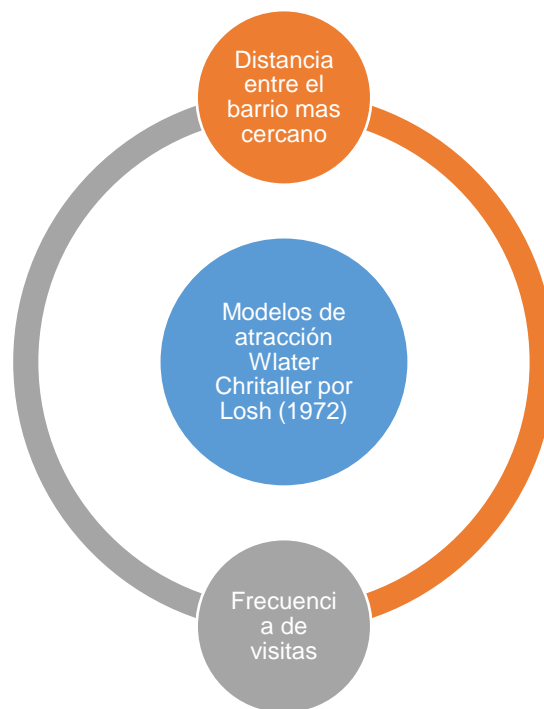 Distancia
entre el
barrio mas
cercano
Modelos de
atracción
Wlater
Chritaller por
Losh (1972)
Frecuenci
a de
visitas